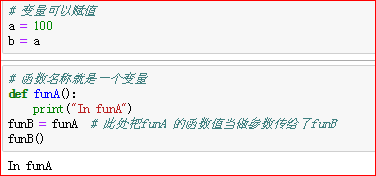 # 变量可以赋值
a = 100
b = a
# 函数名称就是一个变量
def funA():
    print("In funA")
funB = funA  # 此处把funA 的函数值当做参数传给了funB
funB()
In funA